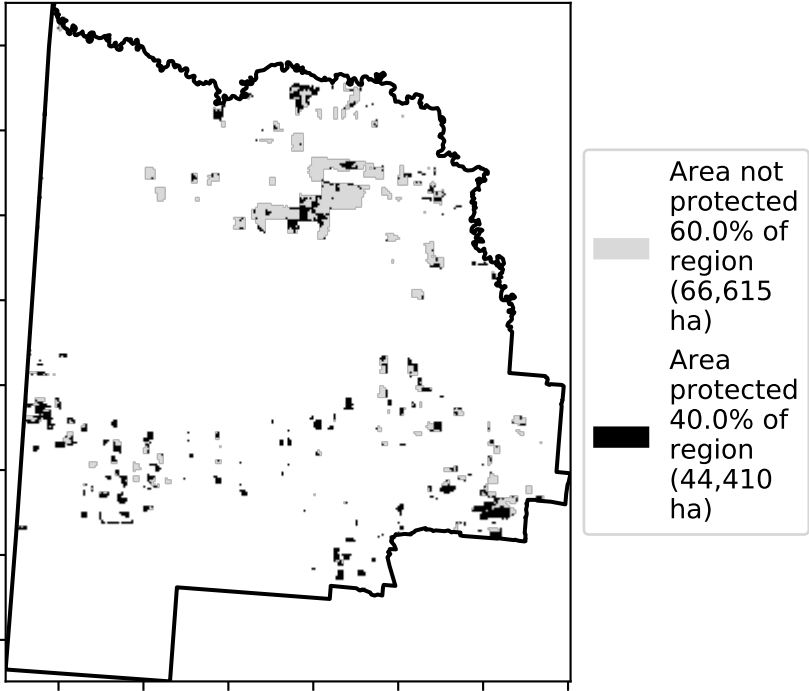 Area not
protected
60.0% of
region
(66,615
ha)
Area
protected
40.0% of
region
(44,410
ha)